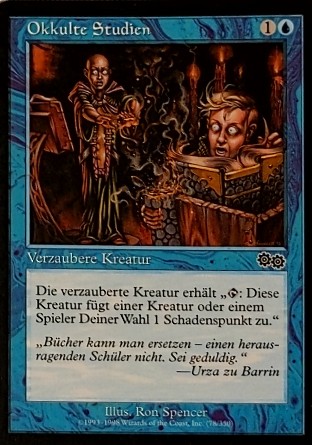 Okkulte Studien 1
Verzaubere Kreatur
Die verzauberte Kreatur erhält „: Diese
Kreatur fügt einer Kreatur oder einem
Spieler Deiner Wahl 1 Schadenspunkt zu.“
„Bücher kann man ersetzen – einen heraus-
ragenden Schüler nicht. Sei geduldig.“
—Urza zu Barrin
Illus. Ron Spencer
©1993-1998 Wizards of the Coast, Inc. 78/350